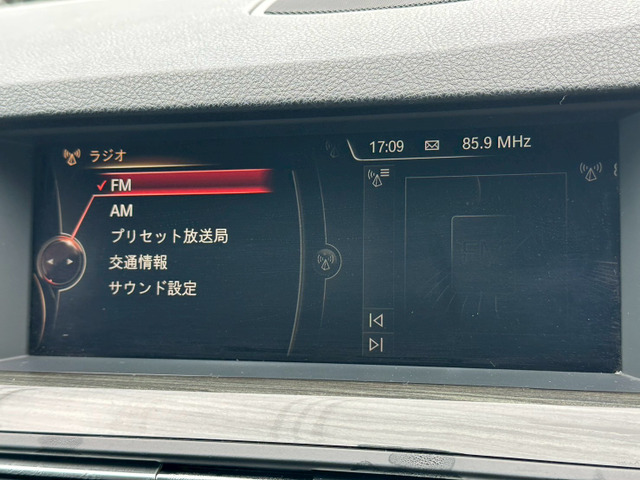 ラジオ
17:09 85.9 MHz
FM
AM
プリセット放送局
交通情報
サウンド設定